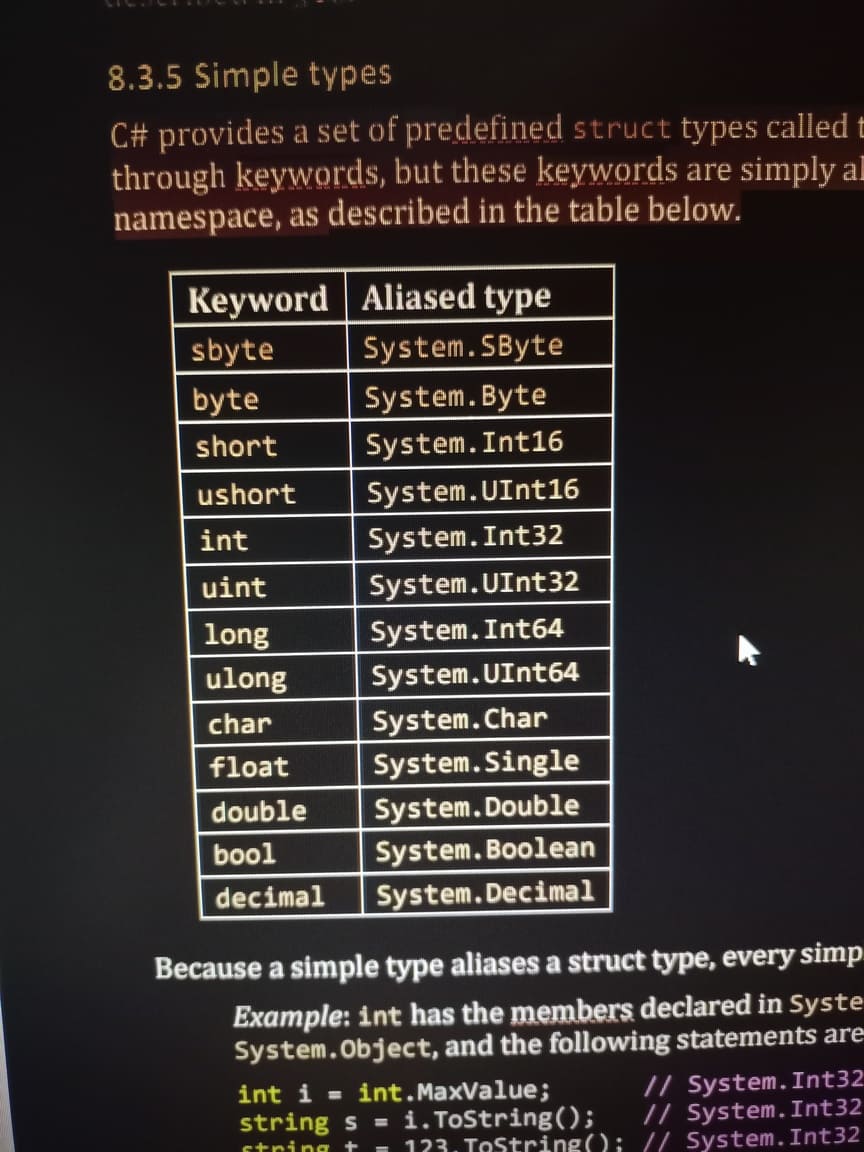 8.3.5 Simple types
C# provides a set of predefined struct types called
through keywords, but these keywords are simply
namespace, as described in the table below.
Keyword Aliased type
sbyte System.SByte
byte System.Byte
short System.Int16
ushort System.UInt16
int System.Int32
uint System.UInt32
long System.Int64
ulong System.UInt64
char System.Char
float System.Single
double System.Double
bool System.Boolean
decimal System.Decimal
Because a simple type aliases a struct type, every simp
Example: int has the members declared in Syste
System.Object, and the following statements are
int i = int.MaxValue; // System.Int32
string s = i.ToString(); // System.Int32
string t = 123.ToString(); // System.Int32